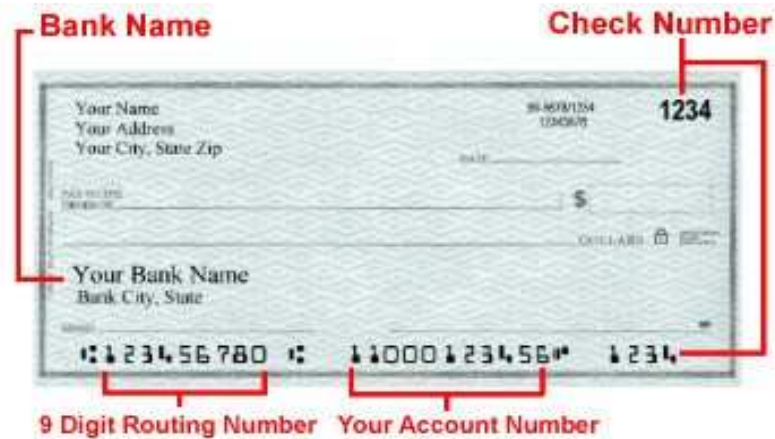 Bank Name
Check Number
Your Name
Your Address
Your City, State Zip
1234
DATE
$
DOLLARS
Your Bank Name
Bank City, State
⑆123456780⑆ 11000123456⑈ 1234
9 Digit Routing Number
Your Account Number